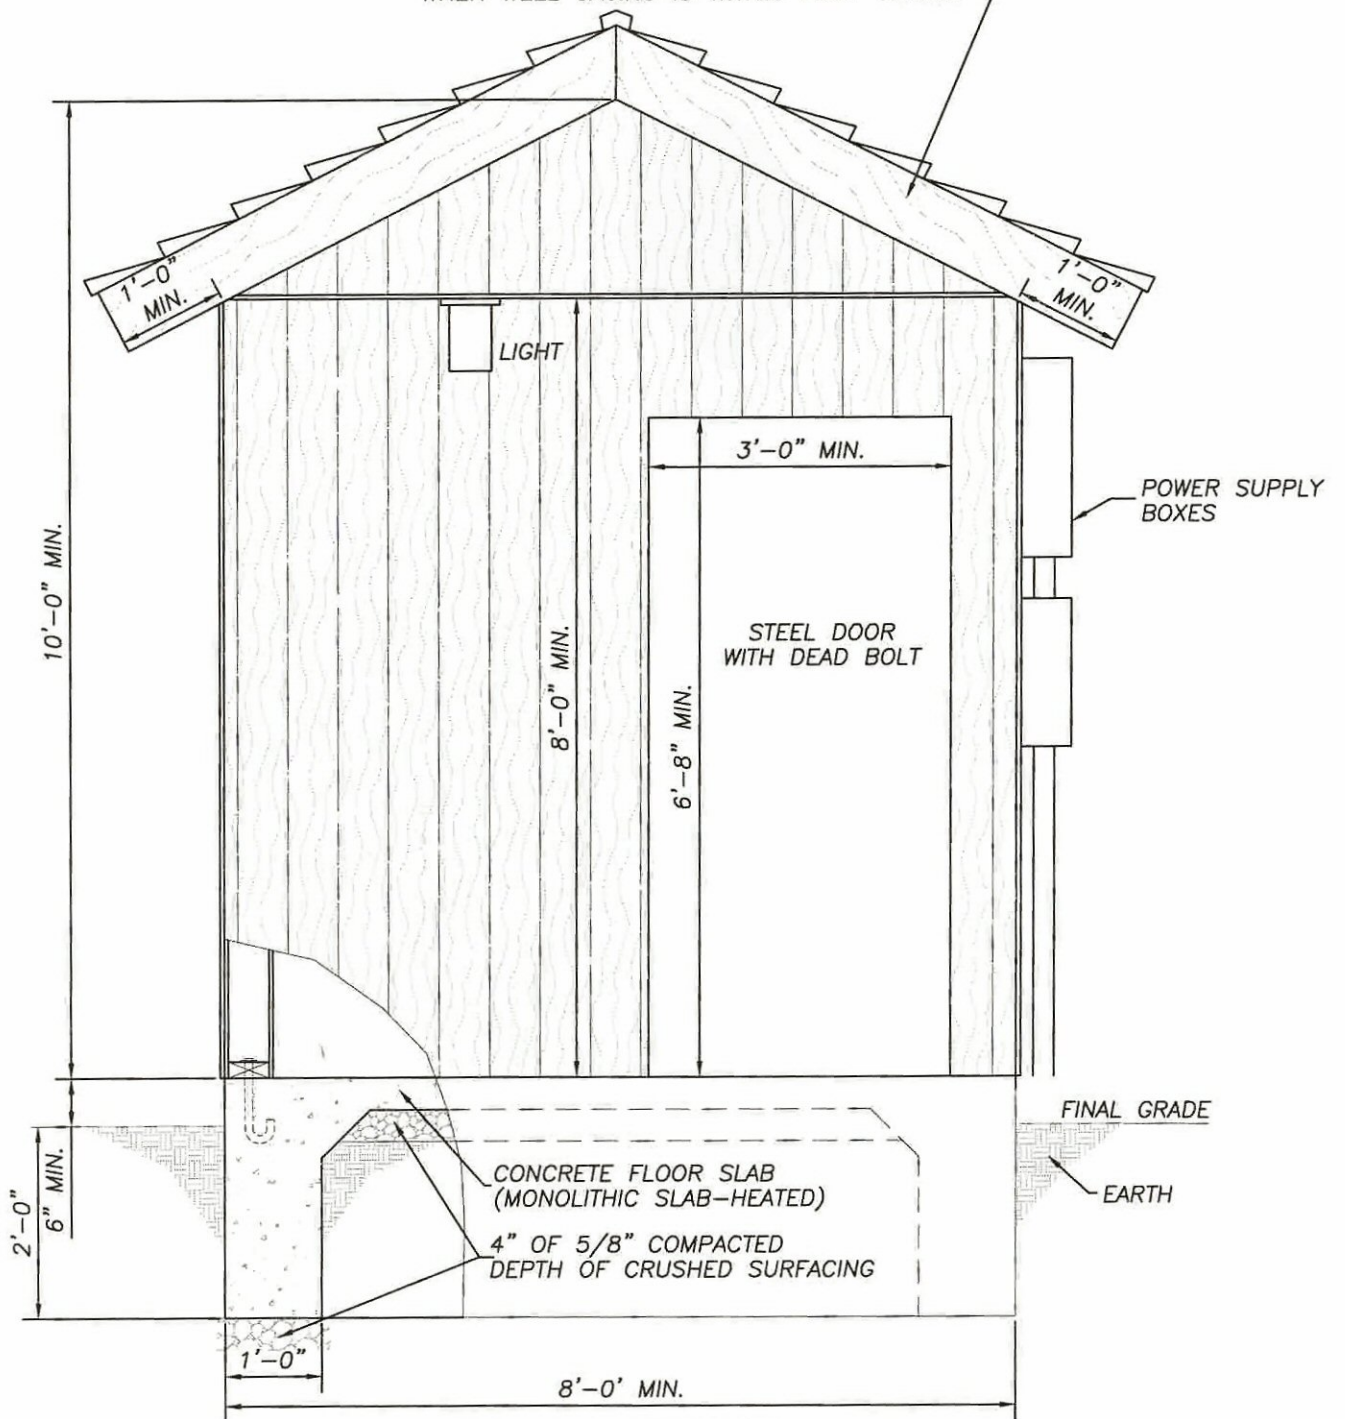 1'-0"
MIN.
1'-0"
MIN.
LIGHT
3'-0" MIN.
POWER SUPPLY
BOXES
10'-0" MIN.
8'-0" MIN.
6'-8" MIN.
STEEL DOOR
WITH DEAD BOLT
FINAL GRADE
EARTH
2'-0"
6" MIN.
CONCRETE FLOOR SLAB
(MONOLITHIC SLAB-HEATED)
4" OF 5/8" COMPACTED
DEPTH OF CRUSHED SURFACING
1'-0"
8'-0' MIN.